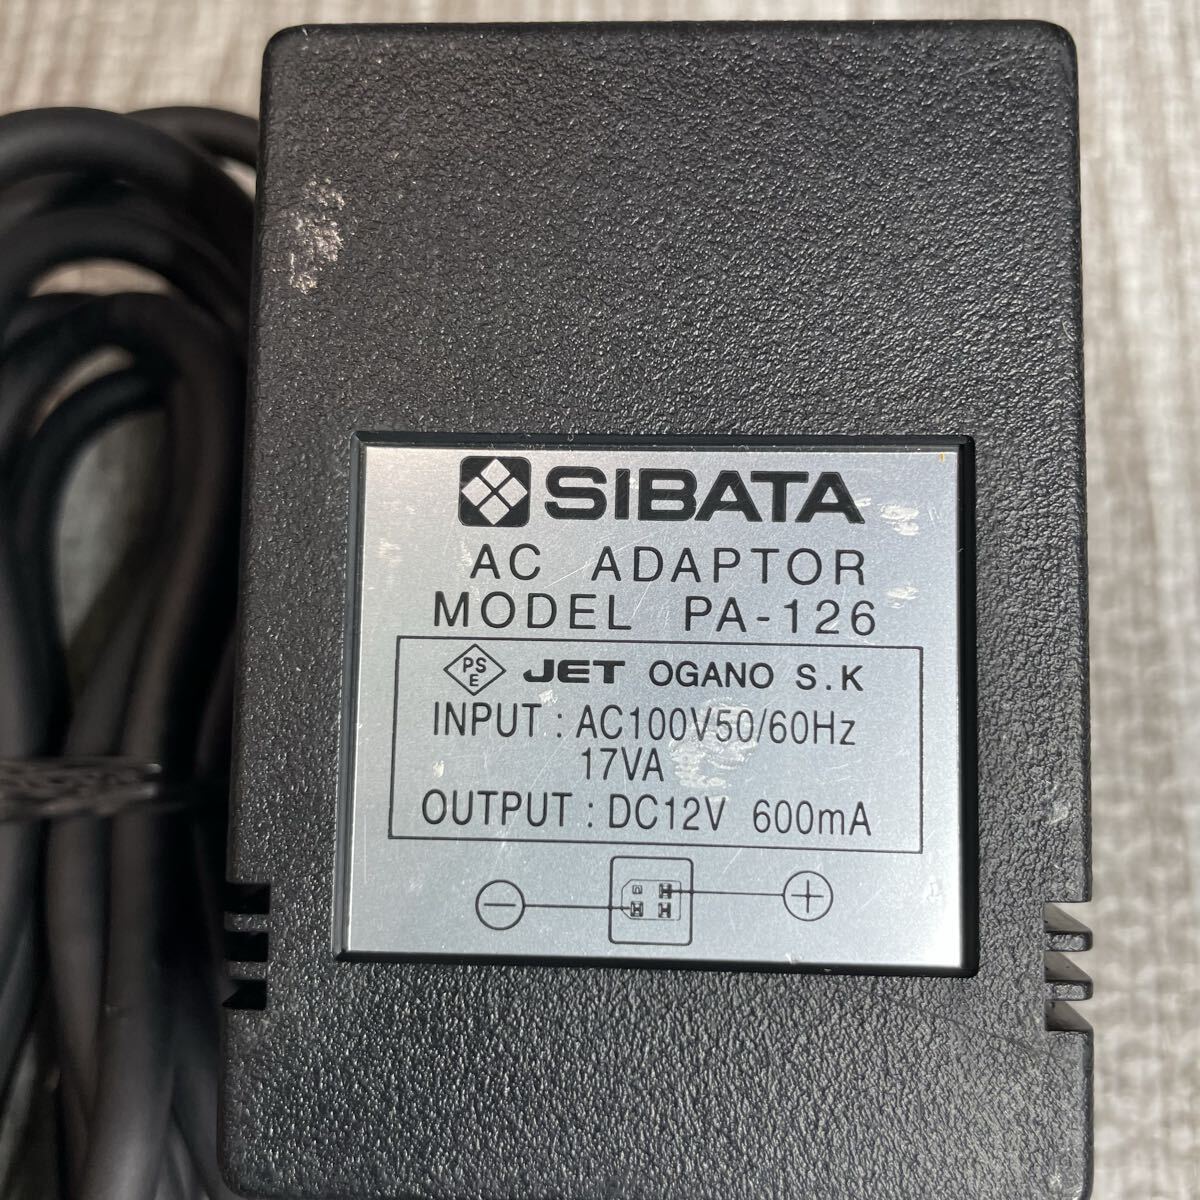 SIBATA
AC ADAPTOR
MODEL PA-126
PS E JET OGANO S.K
INPUT : AC100V50/60Hz
17VA
OUTPUT : DC12V 600mA
− +